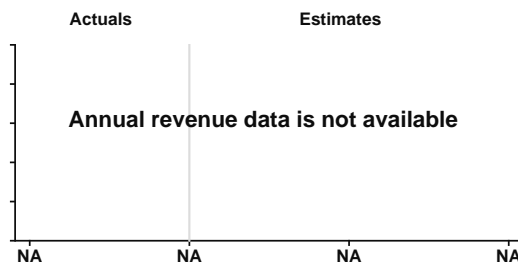 Actuals Estimates
Annual revenue data is not available
NA NA NA NA